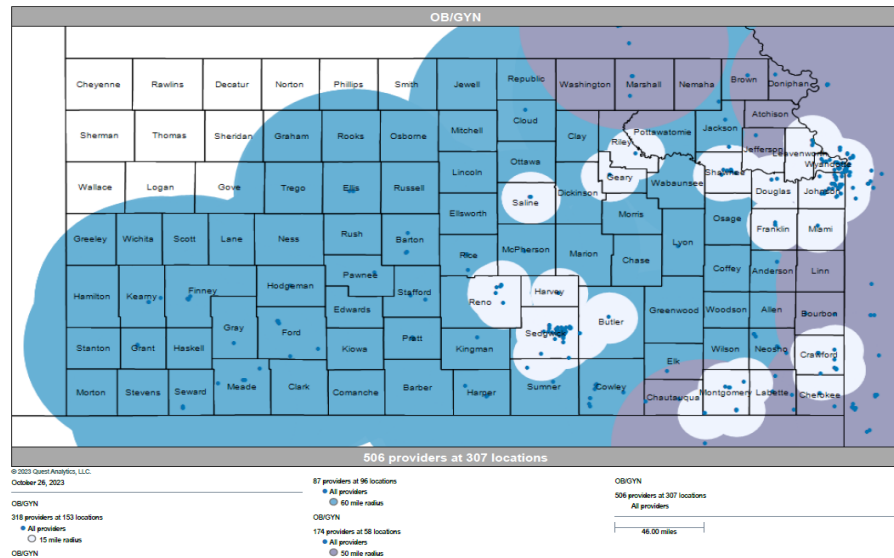 OB/GYN
Cheyenne Rawlins Decatur Norton Phillips Smith Jewell Republic Washington Marshall Nemaha Brown Doniphan
Sherman Thomas Sheridan Graham Rooks Osborne Mitchell Cloud Clay Riley Pottawatomie Jackson Atchison
Jefferson Leavenworth Wyandotte
Wallace Logan Gove Trego Ellis Russell Lincoln Ottawa Dickinson Geary Wabaunsee Shawnee Douglas Johnson
Saline
Greeley Wichita Scott Lane Ness Rush Barton Ellsworth McPherson Marion Morris Chase Lyon Osage Franklin Miami
Rice
Hamilton Kearny Finney Hodgeman Pawnee Stafford Reno Harvey Coffey Anderson Linn
Edwards
Gray Ford Sedgwick Butler Greenwood Woodson Allen Bourbon
Stanton Grant Haskell Kiowa Pratt Kingman Elk Wilson Neosho Crawford
Morton Stevens Seward Meade Clark Comanche Barber Harper Sumner Cowley Chautauqua Montgomery Labette Cherokee
506 providers at 307 locations
© 2023 Quest Analytics, LLC.
October 26, 2023
OB/GYN
318 providers at 153 locations
All providers
15 mile radius
OB/GYN
87 providers at 96 locations
All providers
60 mile radius
OB/GYN
174 providers at 58 locations
All providers
50 mile radius
OB/GYN
506 providers at 307 locations
All providers
46.00 miles